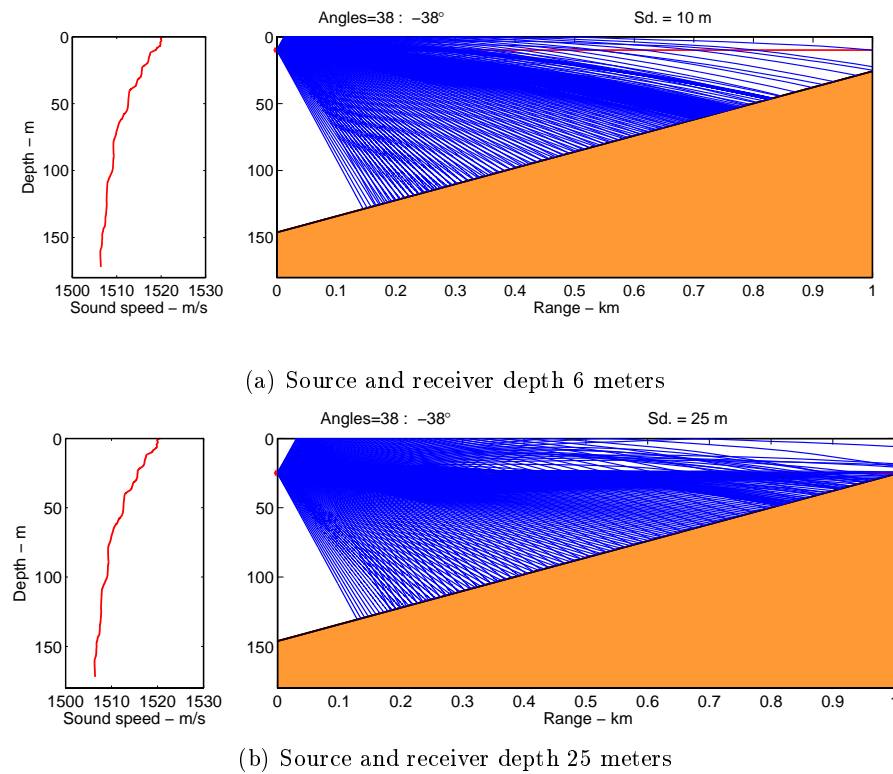 Angles=38 : −38° Sd. = 10 m
0
50
100
150
Depth − m
1500 1510 1520 1530
Sound speed − m/s
0
50
100
150
0 0.1 0.2 0.3 0.4 0.5 0.6 0.7 0.8 0.9 1
Range − km
(a) Source and receiver depth 6 meters
Angles=38 : −38° Sd. = 25 m
0
50
100
150
Depth − m
1500 1510 1520 1530
Sound speed − m/s
0
50
100
150
0 0.1 0.2 0.3 0.4 0.5 0.6 0.7 0.8 0.9 1
Range − km
(b) Source and receiver depth 25 meters